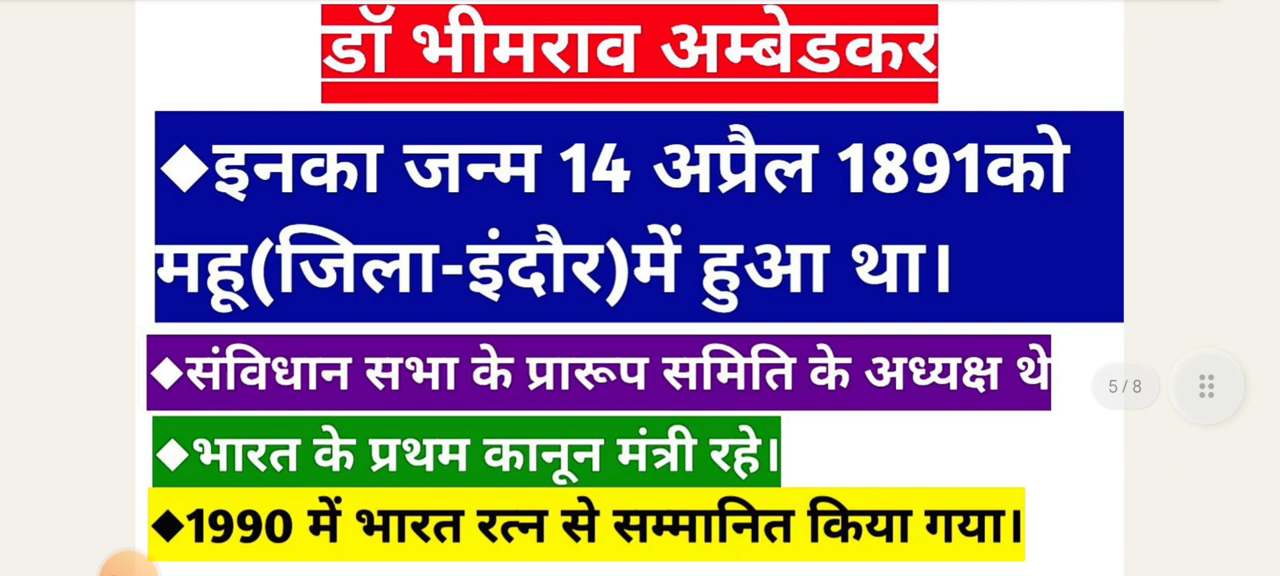 डॉ भीमराव अम्बेडकर
◆इनका जन्म 14 अप्रैल 1891को
महू(जिला-इंदौर)में हुआ था।
◆संविधान सभा के प्रारूप समिति के अध्यक्ष थे
5/8
◆भारत के प्रथम कानून मंत्री रहे।
◆1990 में भारत रत्न से सम्मानित किया गया।